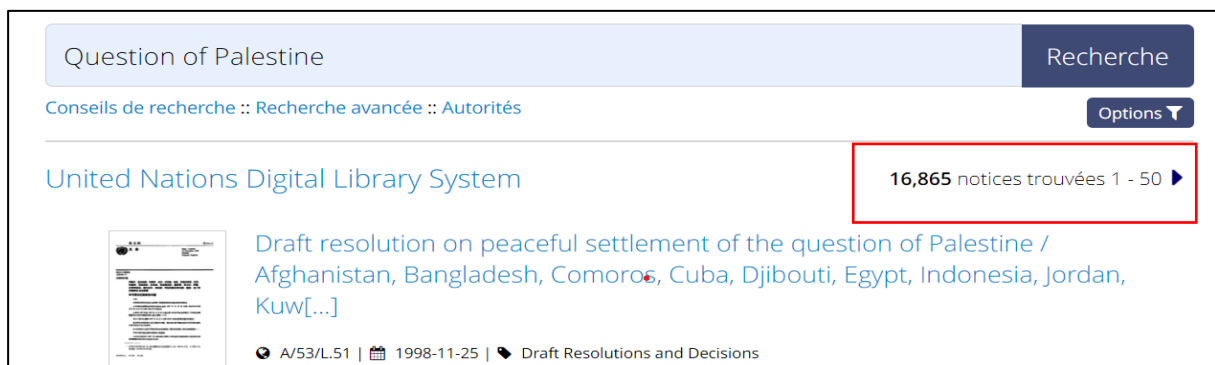 Question of Palestine
Recherche
Conseils de recherche :: Recherche avancée :: Autorités
Options
United Nations Digital Library System
16,865 notices trouvées 1 - 50
Draft resolution on peaceful settlement of the question of Palestine /
Afghanistan, Bangladesh, Comoros, Cuba, Djibouti, Egypt, Indonesia, Jordan,
Kuw[...]
A/53/L.51 | 1998-11-25 | Draft Resolutions and Decisions